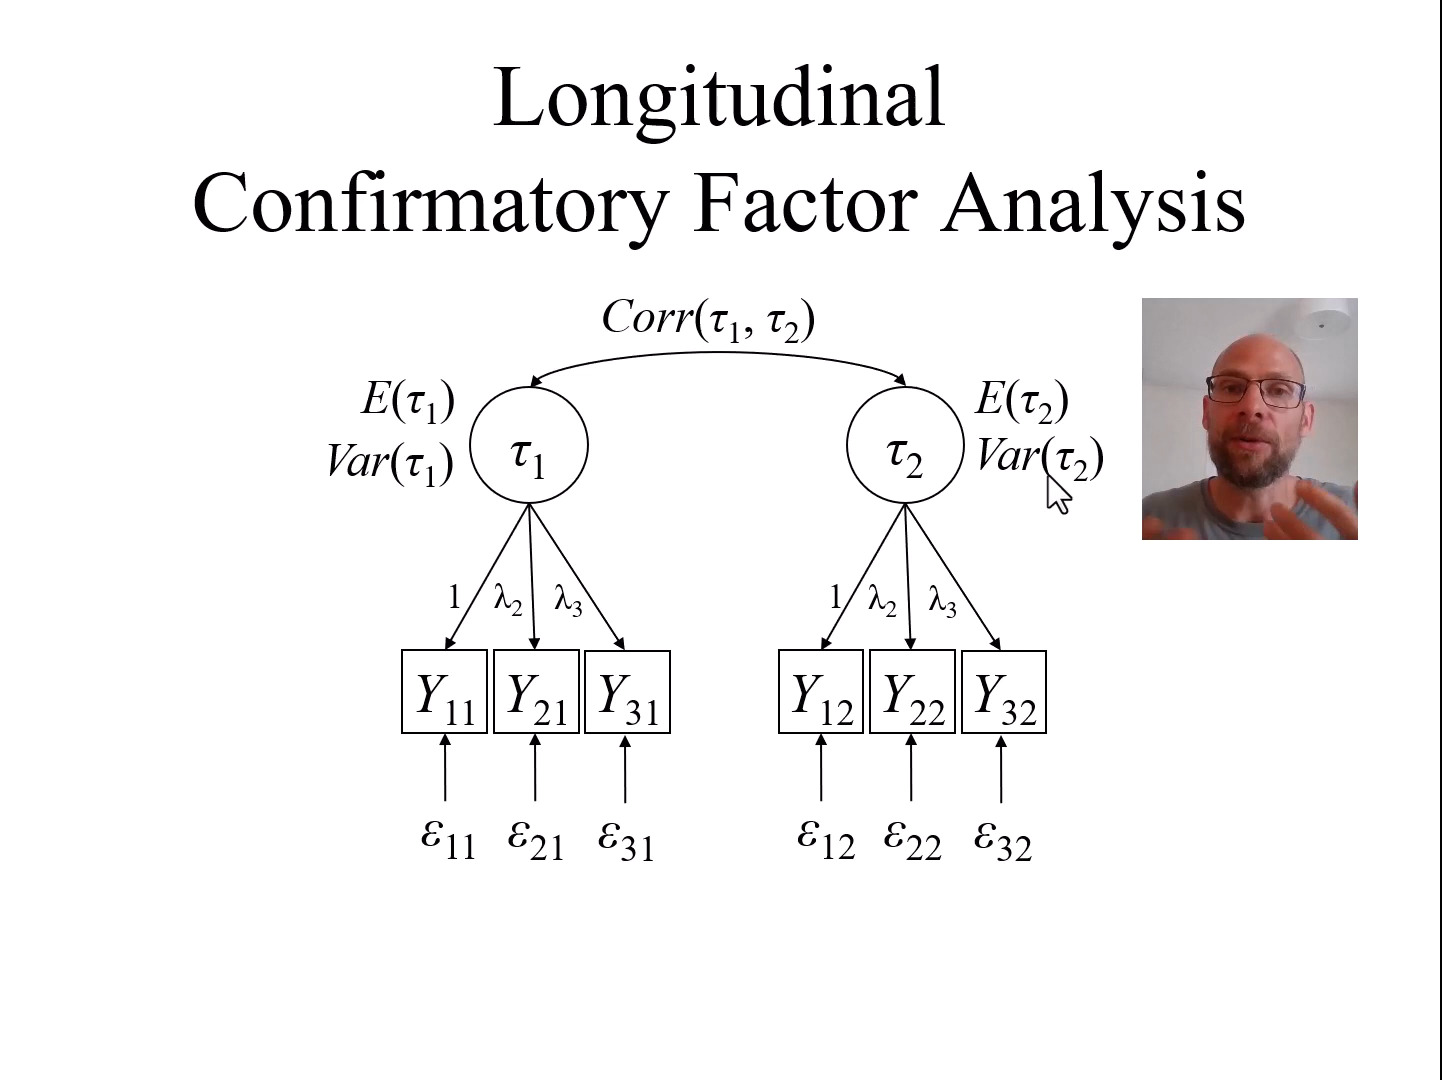 Longitudinal
Confirmatory Factor Analysis
Corr(τ₁, τ₂)
E(τ₁)
Var(τ₁)
τ₁
τ₂
E(τ₂)
Var(τ₂)
1 λ₂ λ₃
1 λ₂ λ₃
Y₁₁ Y₂₁ Y₃₁
Y₁₂ Y₂₂ Y₃₂
ε₁₁ ε₂₁ ε₃₁
ε₁₂ ε₂₂ ε₃₂